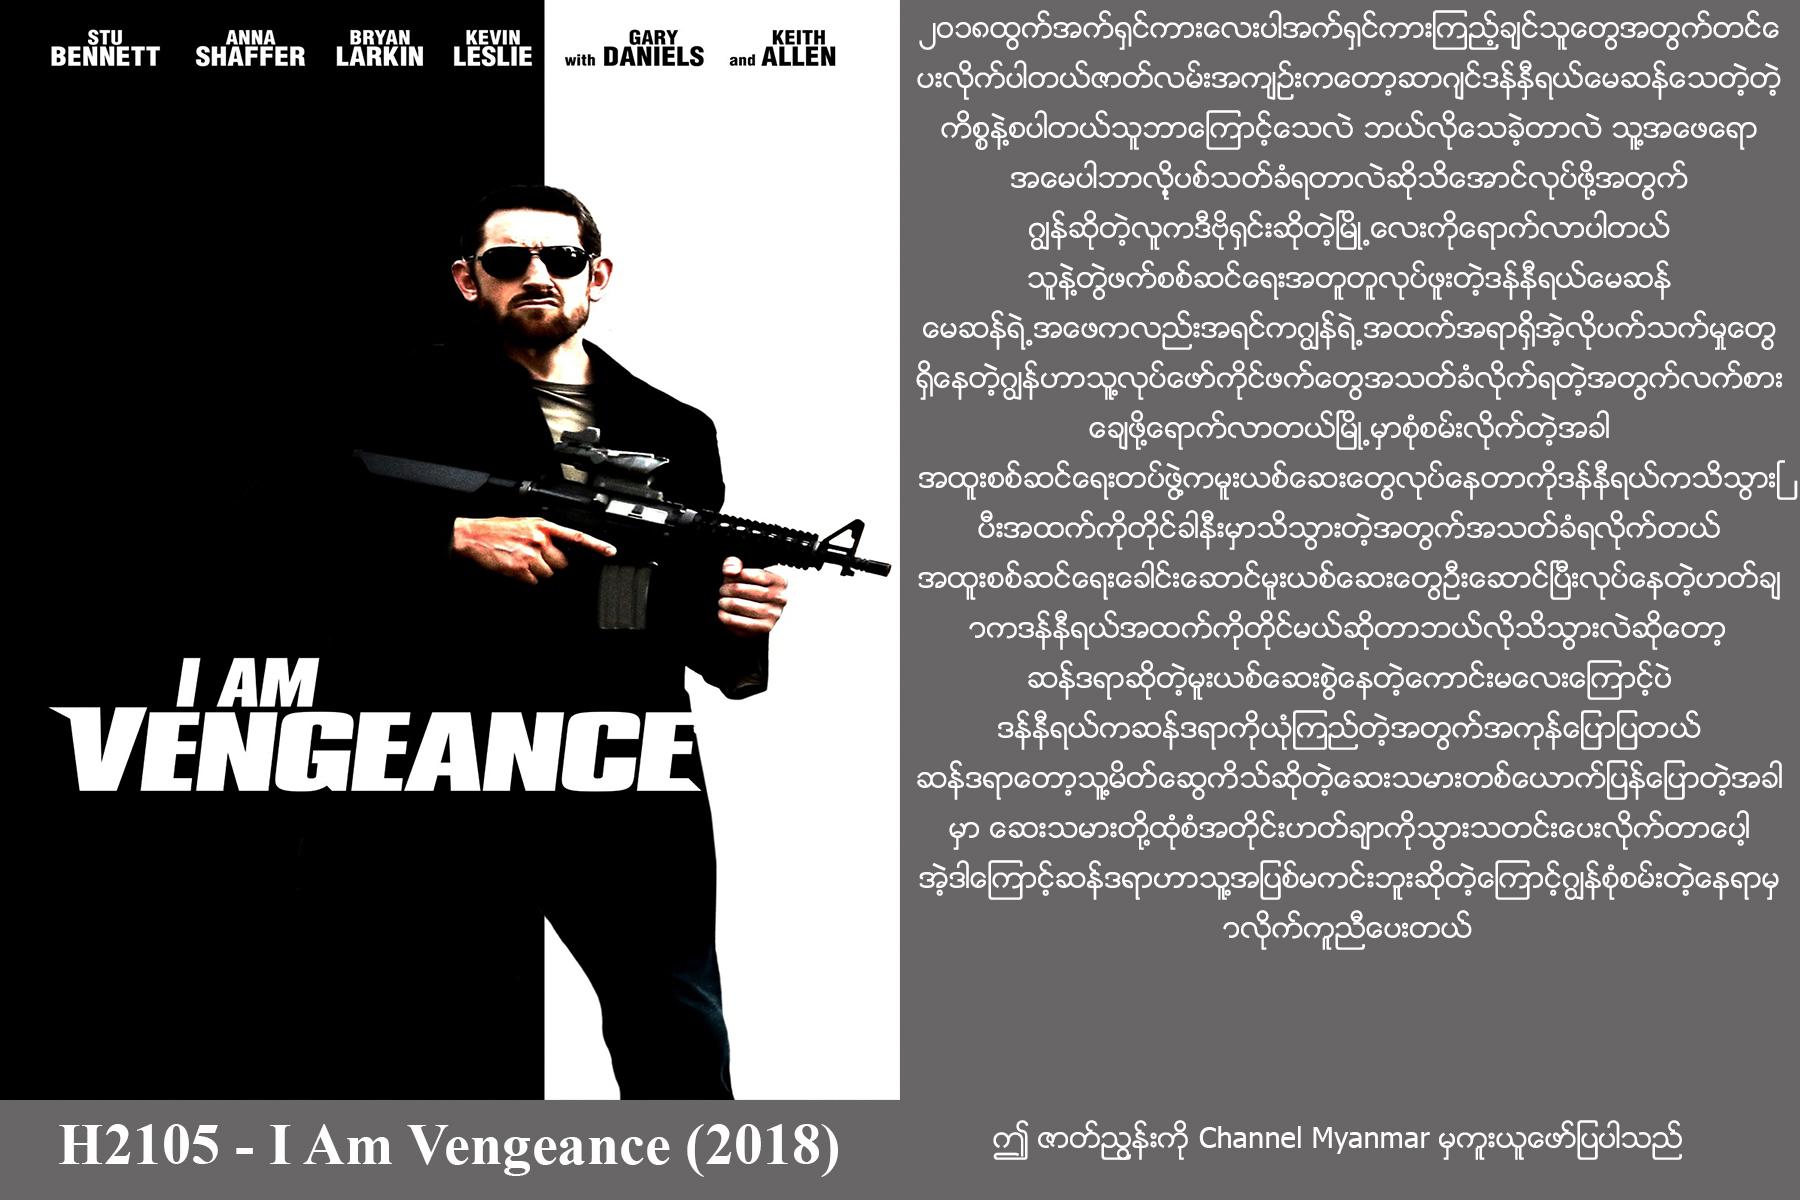 STU BENNETT ANNA SHAFFER BRYAN LARKIN KEVIN LESLIE with GARY DANIELS and KEITH ALLEN
I AM
VENGEANCE
H2105 - I Am Vengeance (2018)
၂၀၁၈ထွက်အက်ရှင်ကားလေးပါအက်ရှင်ကားကြည့်ချင်သူတွေအတွက်တင်ပေ
ပးလိုက်ပါတယ်ဇာတ်လမ်းအကျဉ်းကတော့ဆာဂျင်ဒန်နီရယ်မေဆန်သေတဲ့တဲ့
ကိစ္စနဲ့စပါတယ်သူဘာကြောင့်သေလဲ ဘယ်လိုသေခဲ့တာလဲ သူ့အဖေရော
အမေပါဘာလို့ပစ်သတ်ခံရတာလဲဆိုသိအောင်လုပ်ဖို့အတွက်
ဂျွန်ဆိုတဲ့လူကဒီဗိုရှင်းဆိုတဲ့မြို့လေးကိုရောက်လာပါတယ်
သူနဲ့တွဲဖက်စစ်ဆင်ရေးအတူတူလုပ်ဖူးတဲ့ဒန်နီရယ်မေဆန်
မေဆန်ရဲ့အဖေကလည်းအရင်ကဂျွန်ရဲ့အထက်အရာရှိအဲ့လိုပက်သက်မှုတွေ
ရှိနေတဲ့ဂျွန်ဟာသူ့လုပ်ဖော်ကိုင်ဖက်တွေအသတ်ခံလိုက်ရတဲ့အတွက်လက်စား
ချေဖို့ရောက်လာတယ်မြို့မှာစုံစမ်းလိုက်တဲ့အခါ
အထူးစစ်ဆင်ရေးတပ်ဖွဲ့ကမူးယစ်ဆေးတွေလုပ်နေတာကိုဒန်နီရယ်ကသိသွားပြ
ပီးအထက်ကိုတိုင်ခါနီးမှာသိသွားတဲ့အတွက်အသတ်ခံရလိုက်တယ်
အထူးစစ်ဆင်ရေးခေါင်းဆောင်မူးယစ်ဆေးတွေဦးဆောင်ပြီးလုပ်နေတဲ့ဟတ်ချ
ာကဒန်နီရယ်အထက်ကိုတိုင်မယ်ဆိုတာဘယ်လိုသိသွားလဲဆိုတော့
ဆန်ဒရာဆိုတဲ့မူးယစ်ဆေးစွဲနေတဲ့ကောင်းမလေးကြောင့်ပဲ
ဒန်နီရယ်ကဆန်ဒရာကိုယုံကြည်တဲ့အတွက်အကုန်ပြောပြတယ်
ဆန်ဒရာတော့သူ့မိတ်ဆွေကိသ်ဆိုတဲ့ဆေးသမားတစ်ယောက်ပြန်ပြောတဲ့အခါ
မှာ ဆေးသမားတို့ထုံစံအတိုင်းဟတ်ချာကိုသွားသတင်းပေးလိုက်တာပေါ့
အဲ့ဒါကြောင့်ဆန်ဒရာဟာသူ့အပြစ်မကင်းဘူးဆိုတဲ့ကြောင့်ဂျွန်စုံစမ်းတဲ့နေရာမှ
ာလိုက်ကူညီပေးတယ်
ဤ ဇာတ်ညွှန်းကို Channel Myanmar မှကူးယူဖော်ပြပါသည်